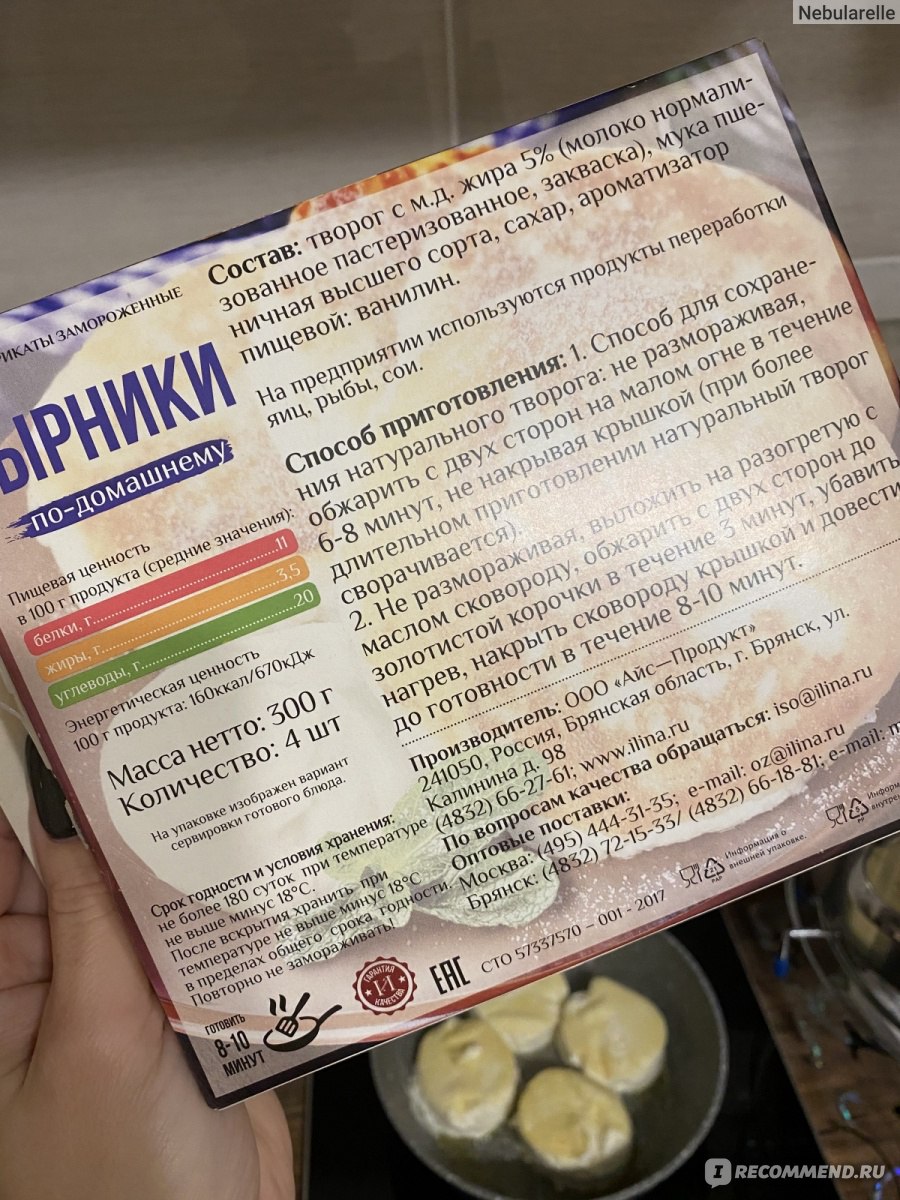 Nebularelle
Состав: творог с м.д. жира 5% (молоко нормали-
зованное пастеризованное, закваска), мука пше-
ничная высшего сорта, сахар, ароматизатор
пищевой: ванилин.
На предприятии используются продукты переработки
яиц, рыбы, сои.
Способ приготовления: 1. Способ для сохране-
ния натурального творога: не размораживая,
обжарить с двух сторон на малом огне в течение
6-8 минут, не накрывая крышкой (при более
длительном приготовлении натуральный творог
сворачивается).
2. Не размораживая, выложить на разогретую с
маслом сковороду, обжарить с двух сторон до
золотистой корочки в течение 3 минут, убавить
нагрев, накрыть сковороду крышкой и довести
до готовности в течение 8-10 минут.
Производитель: ООО «Айс—Продукт»
241050, Россия, Брянская область, г. Брянск, ул.
Калинина д. 98
(4832) 66-27-61; www.ilina.ru
По вопросам качества обращаться: iso@ilina.ru
Оптовые поставки:
Москва: (495) 444-31-35; e-mail: oz@ilina.ru
Брянск: (4832) 72-15-33/ (4832) 66-18-81; e-mail:
ЗАМОРОЖЕННЫЕ
ЫРНИКИ
по-домашнему
Пищевая ценность
в 100 г продукта (средние значения):
белки, г 11
жиры, г 3,5
углеводы, г 20
Энергетическая ценность
100 г продукта: 160ккал/670кДж
Масса нетто: 300 г
Количество: 4 шт
На упаковке изображен вариант
сервировки готового блюда.
Срок годности и условия хранения:
не более 180 суток при температуре
не выше минус 18°С.
После вскрытия хранить при
температуре не выше минус 18°С
в пределах общего срока годности.
Повторно не замораживать!
ГОТОВИТЬ
8-10
МИНУТ
ГАРАНТИЯ
И
КАЧЕСТВО
ЕАС
СТО 57337570 – 001 - 2017
21
PAP
Информация о
внешней упаковке.
5
PP
IRECOMMEND.RU